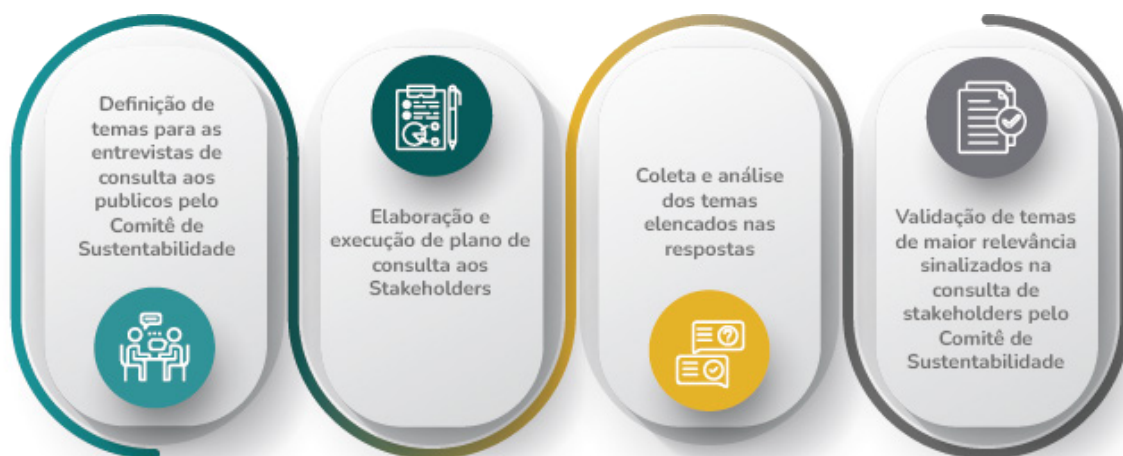 Definição de
temas para as
entrevistas de
consulta aos
publicos pelo
Comitê de
Sustentabilidade
Elaboração e
execução de plano de
consulta aos
Stakeholders
Coleta e análise
dos temas
elencados nas
respostas
Validação de temas
de maior relevância
sinalizados na
consulta de
stakeholders pelo
Comitê de
Sustentabilidade